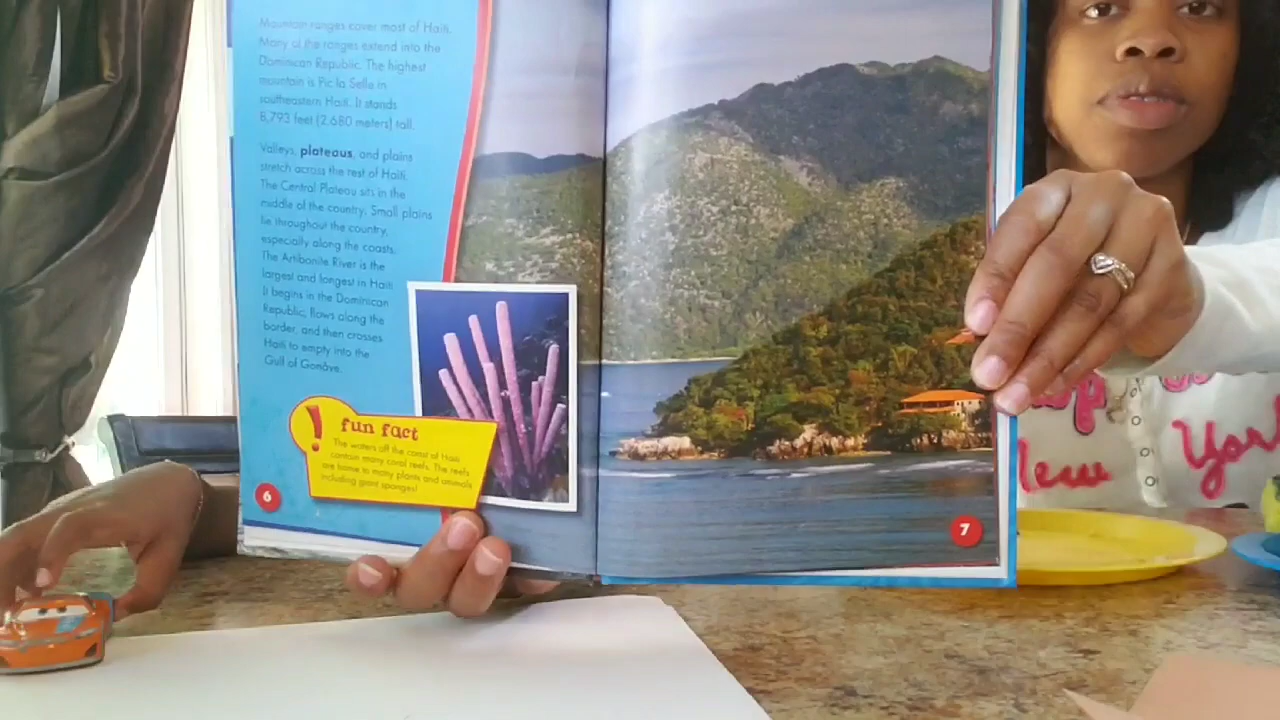 Mountain ranges cover most of Haiti.
Many of the ranges extend into the
Dominican Republic. The highest
mountain is Pic la Selle in
southeastern Haiti. It stands
8,793 feet (2,680 meters) tall.
Valleys, plateaus, and plains
stretch across the rest of Haiti.
The Central Plateau sits in the
middle of the country. Small plains
lie throughout the country,
especially along the coasts.
The Artibonite River is the
largest and longest in Haiti.
It begins in the Dominican
Republic, flows along the
border, and then crosses
Haiti to empty into the
Gulf of Gonâve.
! fun fact
The waters off the coast of Haiti
contain many coral reefs. The reefs
are home to many plants and animals
including giant sponges!
6
7
York
New